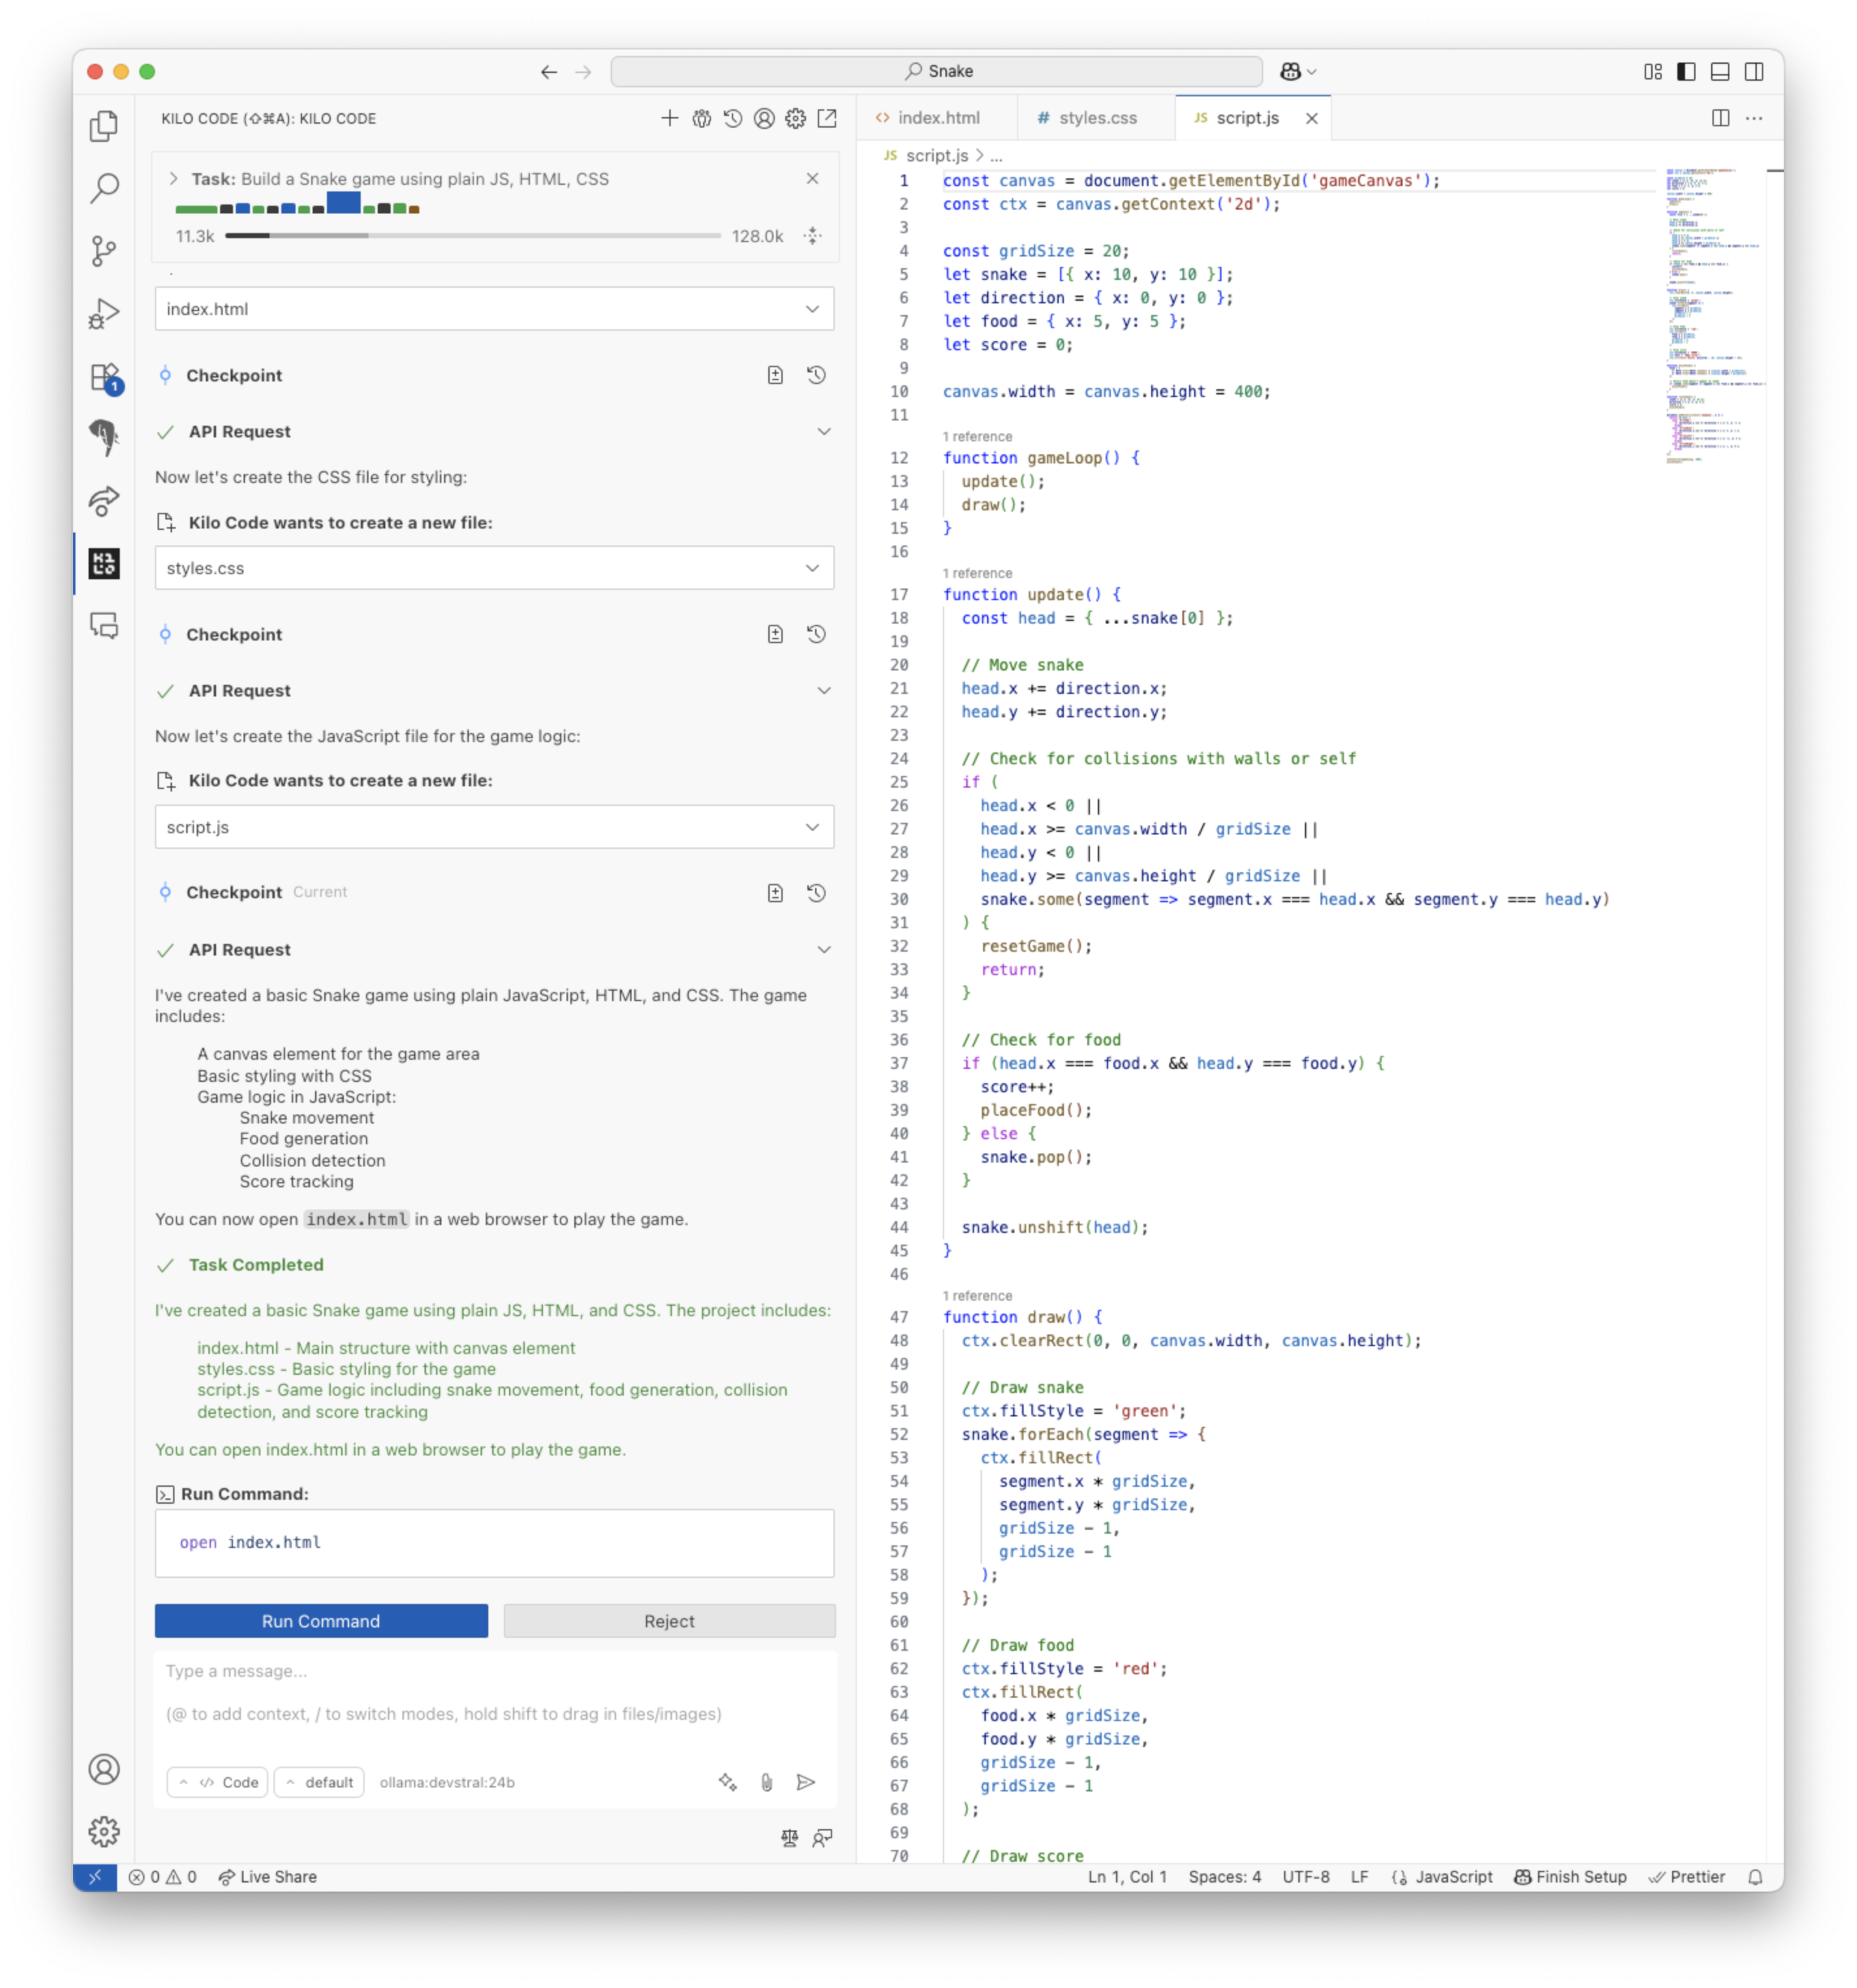 Snake
KILO CODE (⇧⌘A): KILO CODE
Task: Build a Snake game using plain JS, HTML, CSS
11.3k
128.0k
index.html
Checkpoint
API Request
Now let's create the CSS file for styling:
Kilo Code wants to create a new file:
styles.css
Checkpoint
API Request
Now let's create the JavaScript file for the game logic:
Kilo Code wants to create a new file:
script.js
Checkpoint Current
API Request
I've created a basic Snake game using plain JavaScript, HTML, and CSS. The game
includes:
A canvas element for the game area
Basic styling with CSS
Game logic in JavaScript:
Snake movement
Food generation
Collision detection
Score tracking
You can now open index.html in a web browser to play the game.
Task Completed
I've created a basic Snake game using plain JS, HTML, and CSS. The project includes:
index.html - Main structure with canvas element
styles.css - Basic styling for the game
script.js - Game logic including snake movement, food generation, collision
detection, and score tracking
You can open index.html in a web browser to play the game.
Run Command:
open index.html
Run Command
Reject
Type a message...
(@ to add context, / to switch modes, hold shift to drag in files/images)
</> Code
default
ollama:devstral:24b
1
KILO
<> index.html
# styles.css
JS script.js
JS script.js > ...
1 const canvas = document.getElementById('gameCanvas');
2 const ctx = canvas.getContext('2d');
3
4 const gridSize = 20;
5 let snake = [{ x: 10, y: 10 }];
6 let direction = { x: 0, y: 0 };
7 let food = { x: 5, y: 5 };
8 let score = 0;
9
10 canvas.width = canvas.height = 400;
11
1 reference
12 function gameLoop() {
13 update();
14 draw();
15 }
16
1 reference
17 function update() {
18 const head = { ...snake[0] };
19
20 // Move snake
21 head.x += direction.x;
22 head.y += direction.y;
23
24 // Check for collisions with walls or self
25 if (
26 head.x < 0 ||
27 head.x >= canvas.width / gridSize ||
28 head.y < 0 ||
29 head.y >= canvas.height / gridSize ||
30 snake.some(segment => segment.x === head.x && segment.y === head.y)
31 ) {
32 resetGame();
33 return;
34 }
35
36 // Check for food
37 if (head.x === food.x && head.y === food.y) {
38 score++;
39 placeFood();
40 } else {
41 snake.pop();
42 }
43
44 snake.unshift(head);
45 }
46
1 reference
47 function draw() {
48 ctx.clearRect(0, 0, canvas.width, canvas.height);
49
50 // Draw snake
51 ctx.fillStyle = 'green';
52 snake.forEach(segment => {
53 ctx.fillRect(
54 segment.x * gridSize,
55 segment.y * gridSize,
56 gridSize - 1,
57 gridSize - 1
58 );
59 });
60
61 // Draw food
62 ctx.fillStyle = 'red';
63 ctx.fillRect(
64 food.x * gridSize,
65 food.y * gridSize,
66 gridSize - 1,
67 gridSize - 1
68 );
69
70 // Draw score
0 0
Live Share
Ln 1, Col 1
Spaces: 4
UTF-8
LF
JavaScript
Finish Setup
Prettier